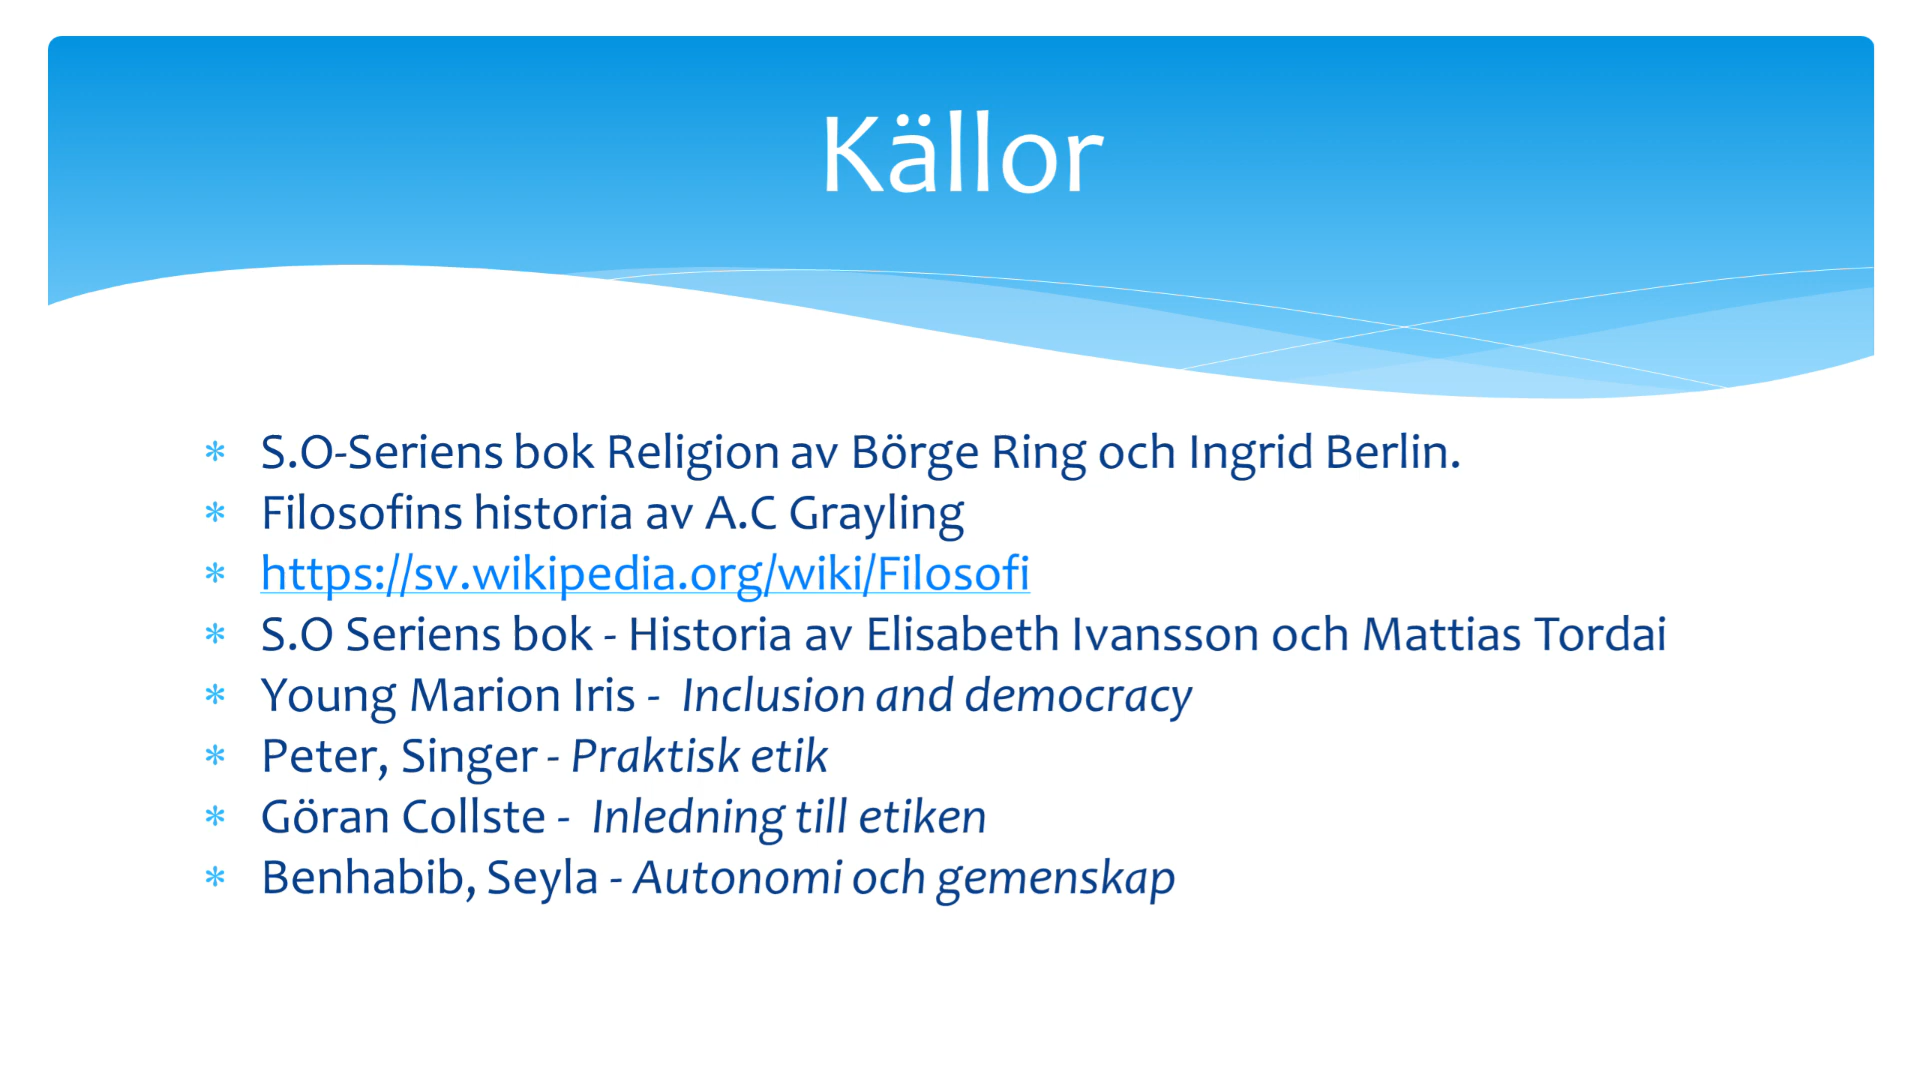 Källor
* S.O-Seriens bok Religion av Börge Ring och Ingrid Berlin.
* Filosofins historia av A.C Grayling
* https://sv.wikipedia.org/wiki/Filosofi
* S.O Seriens bok - Historia av Elisabeth Ivansson och Mattias Tordai
* Young Marion Iris - Inclusion and democracy
* Peter, Singer - Praktisk etik
* Göran Collste - Inledning till etiken
* Benhabib, Seyla - Autonomi och gemenskap